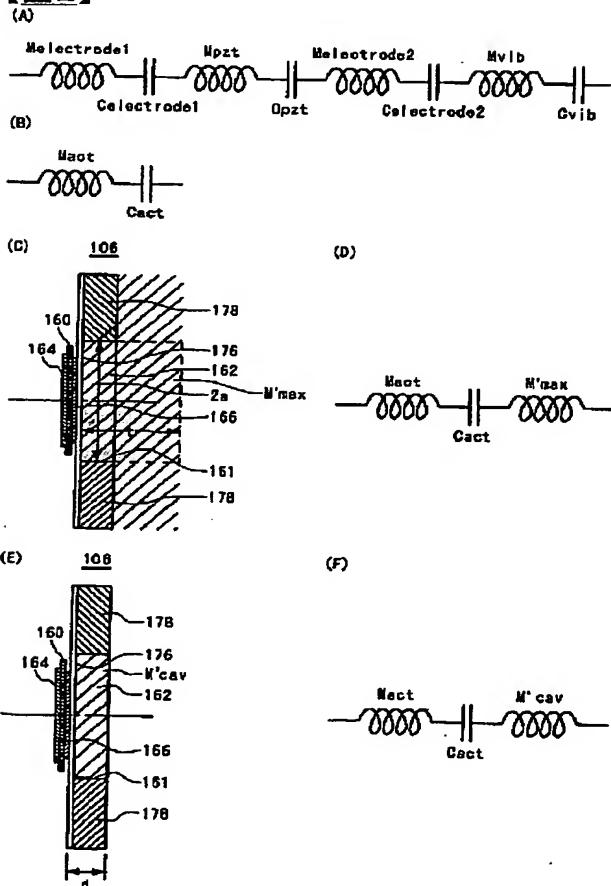 (A)
Melectrode1
Mpzt
Melectrode2
Mvib
Celectrode1
Cpzt
Celectrode2
Cvib
(B)
Mact
Cact
(C)
106
178
160
164
176
162
M'max
2a
166
161
178
(D)
Mact
M'max
Cact
(E)
106
178
160
176
164
M'cav
162
166
161
178
d
(F)
Mact
M'cav
Cact